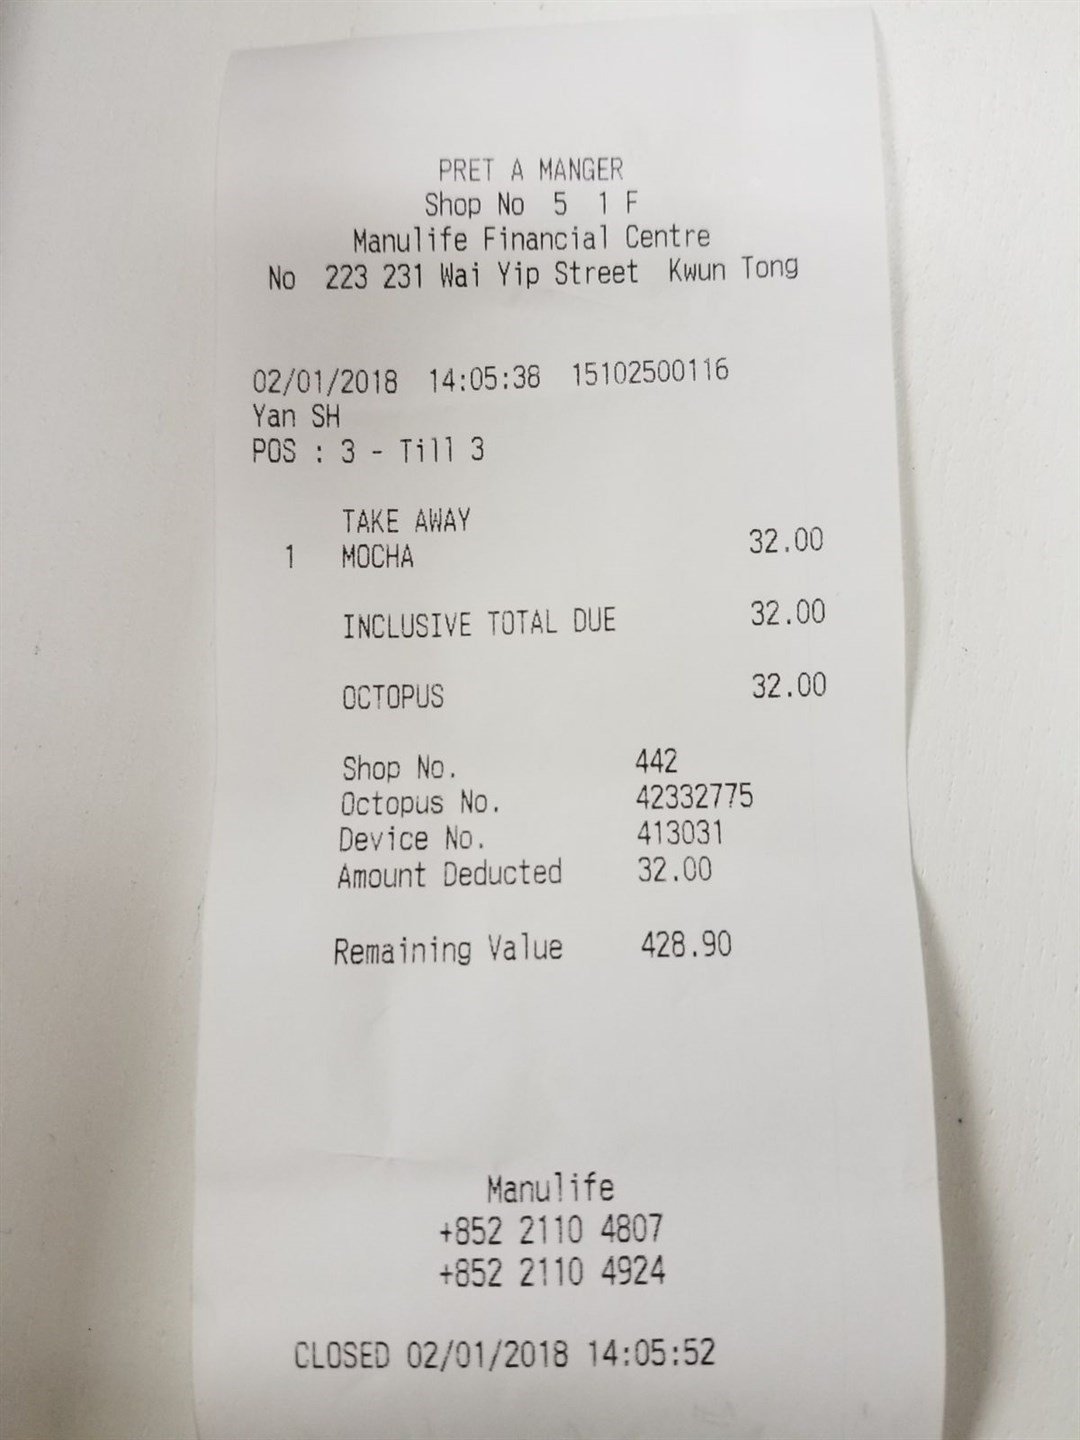 PRET A MANGER
Shop No 5 1 F
Manulife Financial Centre
No 223 231 Wai Yip Street Kwun Tong
02/01/2018 14:05:38 15102500116
Yan SH
POS : 3 - Till 3
TAKE AWAY
1 MOCHA 32.00
INCLUSIVE TOTAL DUE 32.00
OCTOPUS 32.00
Shop No. 442
Octopus No. 42332775
Device No. 413031
Amount Deducted 32.00
Remaining Value 428.90
Manulife
+852 2110 4807
+852 2110 4924
CLOSED 02/01/2018 14:05:52